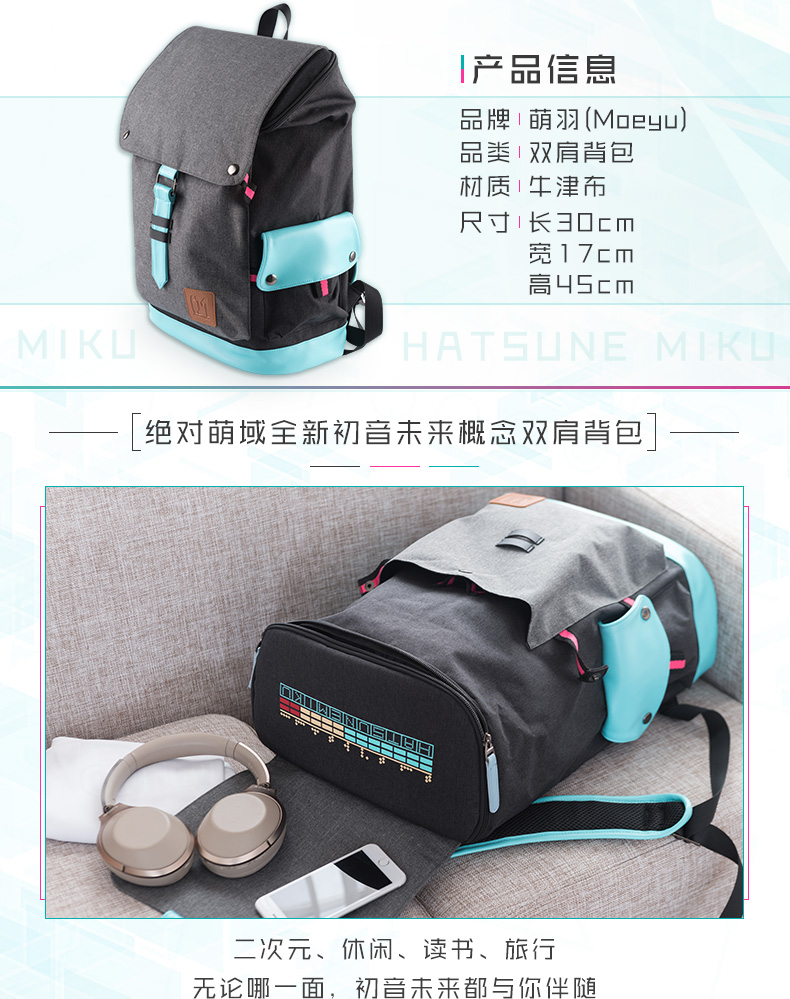 产品信息
品牌 萌羽(Moeyu)
品类 双肩背包
材质 牛津布
尺寸 长30cm
宽17cm
高45cm
MIKU
HATSUNE MIKU
绝对萌域全新初音未来概念双肩背包
HATSUNEMIKU
二次元、休闲、读书、旅行
无论哪一面，初音未来都与你伴随